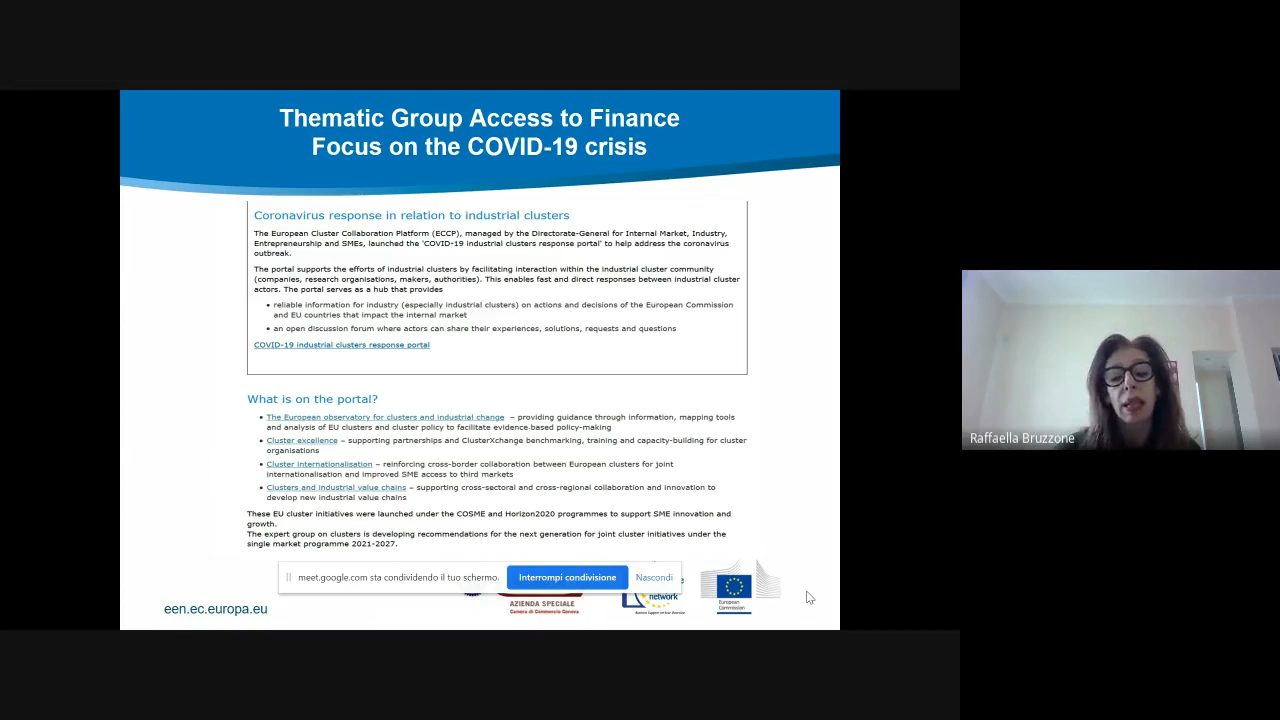 Thematic Group Access to Finance
Focus on the COVID-19 crisis
Coronavirus response in relation to industrial clusters
The European Cluster Collaboration Platform (ECCP), managed by the Directorate-General for Internal Market, Industry,
Entrepreneurship and SMEs, launched the 'COVID-19 industrial clusters response portal' to help address the coronavirus
outbreak.
The portal supports the efforts of industrial clusters by facilitating interaction within the industrial cluster community
(companies, research organisations, makers, authorities). This enables fast and direct responses between industrial cluster
actors. The portal serves as a hub that provides
• reliable information for industry (especially industrial clusters) on actions and decisions of the European Commission
and EU countries that impact the internal market
• an open discussion forum where actors can share their experiences, solutions, requests and questions
COVID-19 industrial clusters response portal
What is on the portal?
• The European observatory for clusters and industrial change – providing guidance through information, mapping tools
and analysis of EU clusters and cluster policy to facilitate evidence-based policy-making
• Cluster excellence – supporting partnerships and ClusterXchange benchmarking, training and capacity-building for cluster
organisations
• Cluster internationalisation – reinforcing cross-border collaboration between European clusters for joint
internationalisation and improved SME access to third markets
• Clusters and industrial value chains – supporting cross-sectoral and cross-regional collaboration and innovation to
develop new industrial value chains
These EU cluster initiatives were launched under the COSME and Horizon2020 programmes to support SME innovation and
growth.
The expert group on clusters is developing recommendations for the next generation for joint cluster initiatives under the
single market programme 2021-2027.
meet.google.com sta condividendo il tuo schermo.
Interrompi condivisione
Nascondi
een.ec.europa.eu
AZIENDA SPECIALE
Camera di Commercio Genova
network
Business Support on Your Doorstep
European
Commission
Raffaella Bruzzone